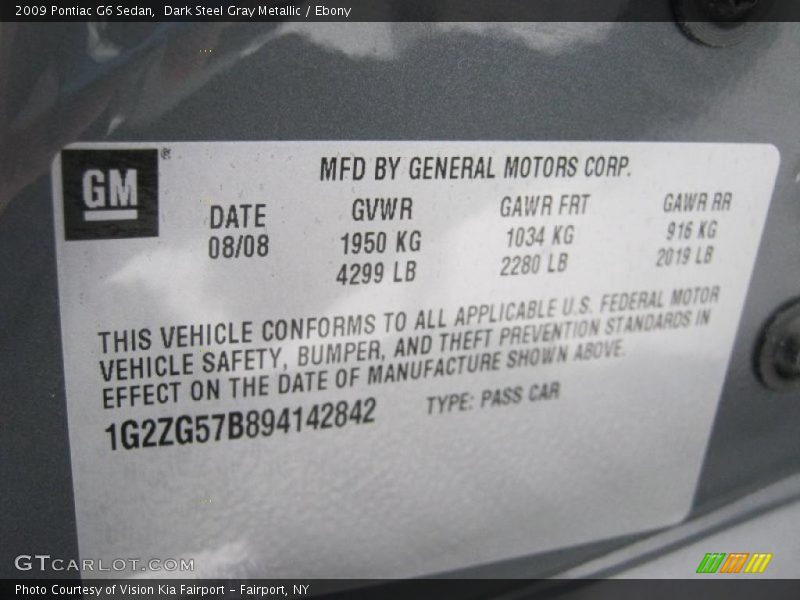 2009 Pontiac G6 Sedan, Dark Steel Gray Metallic / Ebony
GM®
MFD BY GENERAL MOTORS CORP.
DATE GVWR GAWR FRT GAWR RR
08/08 1950 KG 1034 KG 916 KG
4299 LB 2280 LB 2019 LB
THIS VEHICLE CONFORMS TO ALL APPLICABLE U.S. FEDERAL MOTOR
VEHICLE SAFETY, BUMPER, AND THEFT PREVENTION STANDARDS IN
EFFECT ON THE DATE OF MANUFACTURE SHOWN ABOVE.
1G2ZG57B894142842 TYPE: PASS CAR
GTCARLOT.COM
Photo Courtesy of Vision Kia Fairport – Fairport, NY